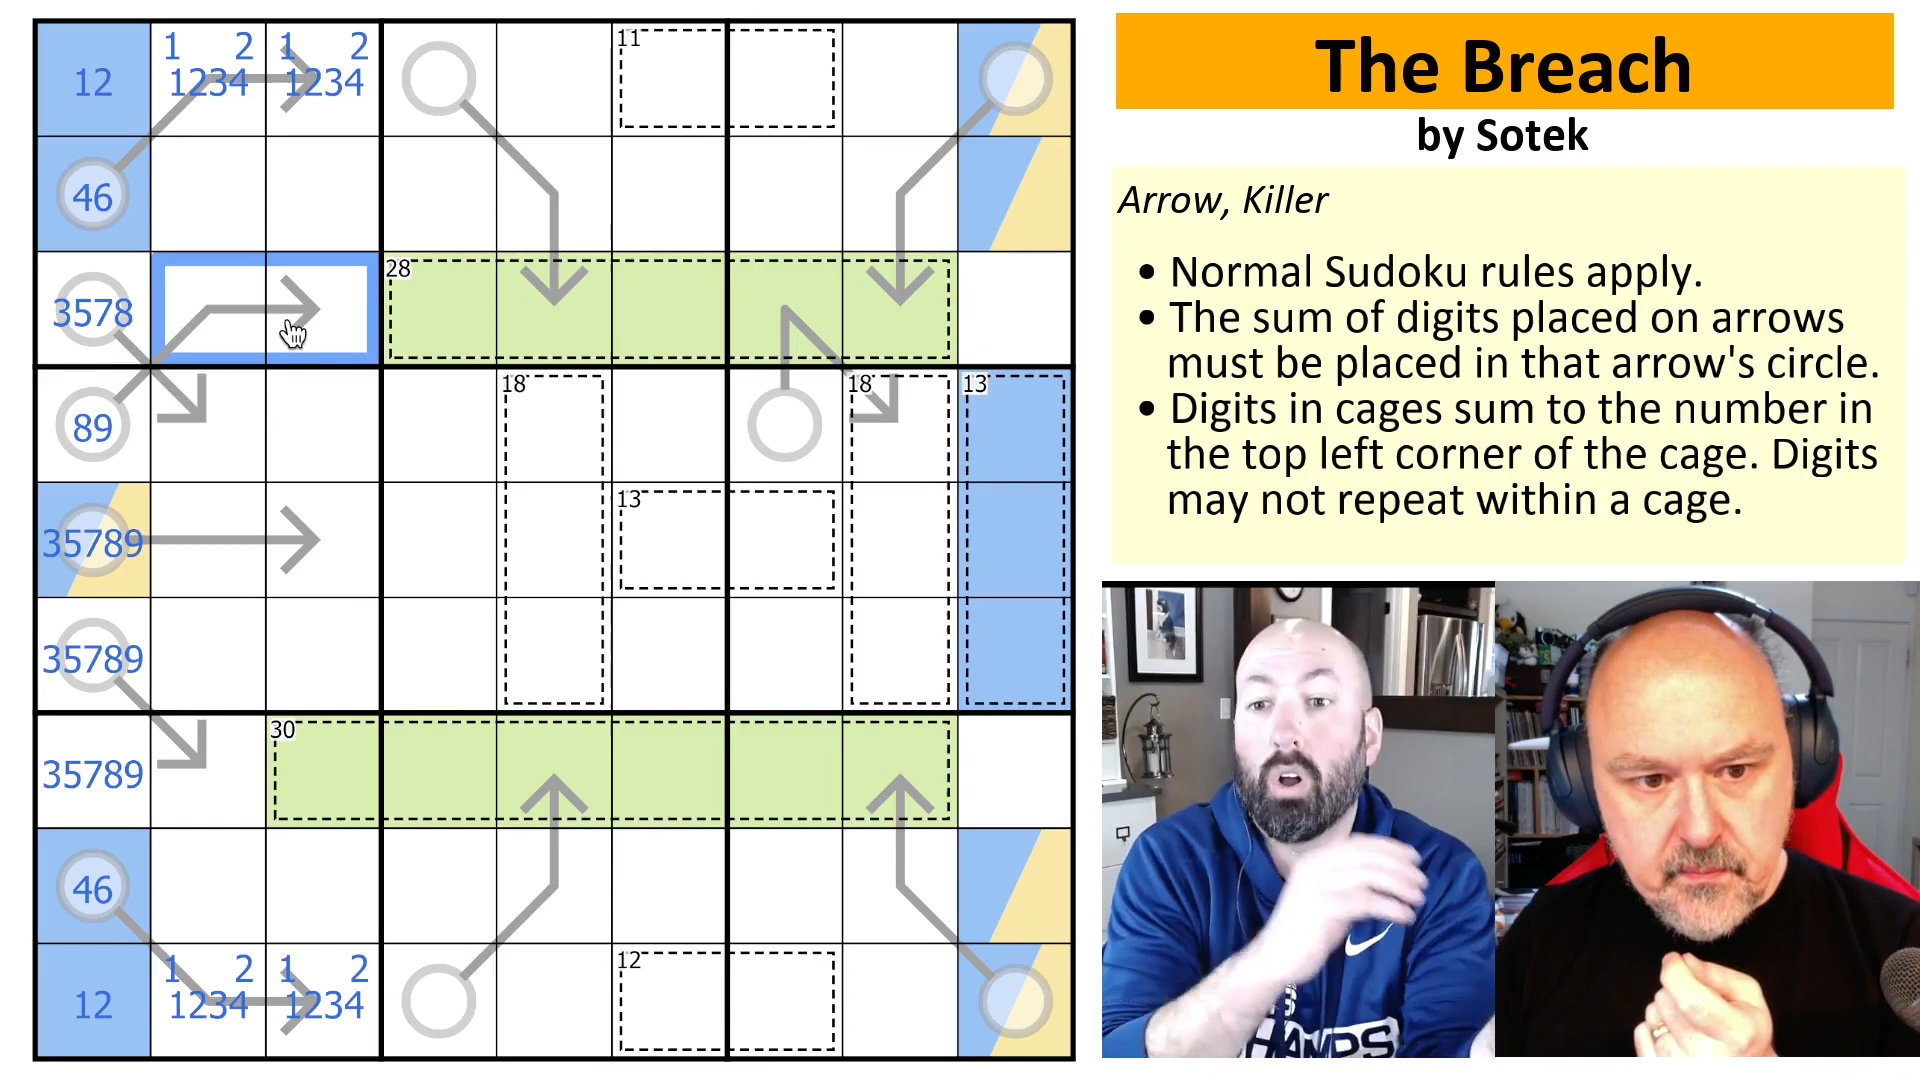 The Breach
by Sotek
Arrow, Killer
• Normal Sudoku rules apply.
• The sum of digits placed on arrows
must be placed in that arrow's circle.
• Digits in cages sum to the number in
the top left corner of the cage. Digits
may not repeat within a cage.
12
1 2
1234
1 2
1234
11
46
3578
28
89
18
18
13
35789
13
35789
35789
30
46
12
1 2
1234
1 2
1234
12